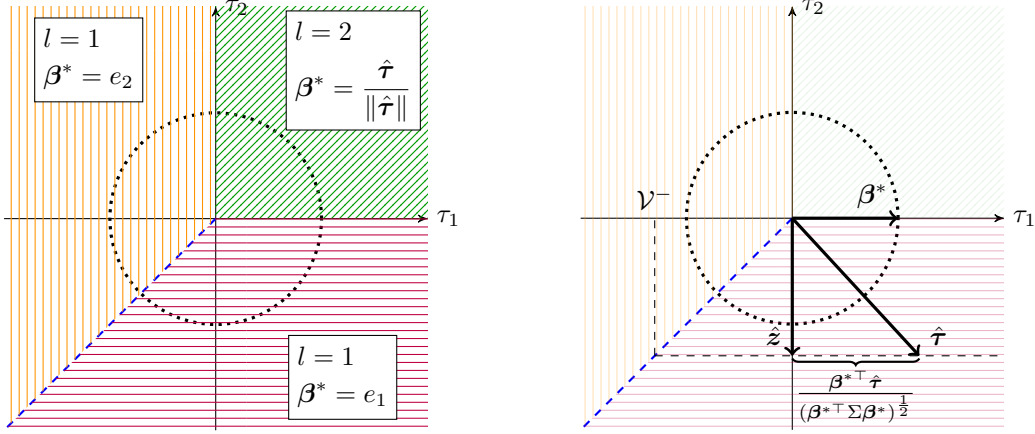 τ₂
l = 1
β* = e₂
l = 2
β* = τ̂ / ‖τ̂‖
τ₁
l = 1
β* = e₁
τ₂
𝒱⁻
β*
τ₁
ẑ
τ̂
β*⊤ τ̂ / (β*⊤ Σβ*)^½